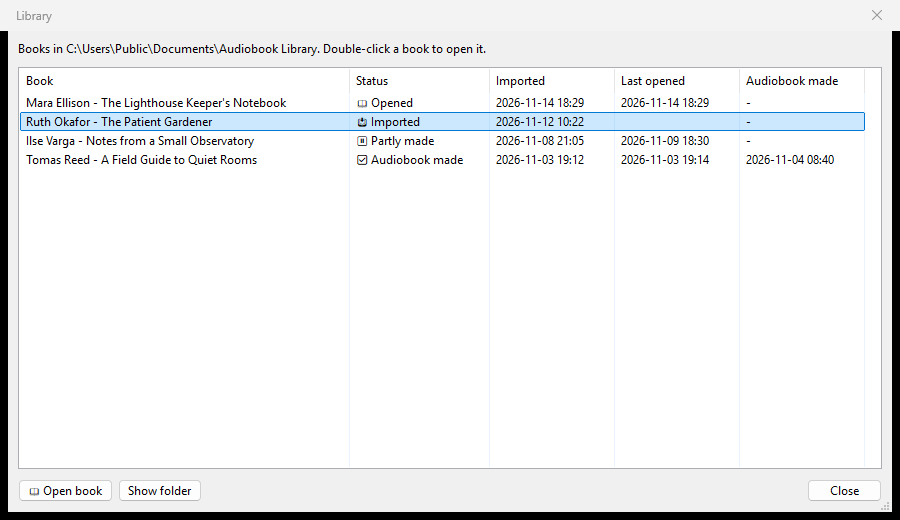 Library
Books in C:\Users\Public\Documents\Audiobook Library. Double-click a book to open it.
Book Status Imported Last opened Audiobook made
Mara Ellison - The Lighthouse Keeper's Notebook Opened 2026-11-14 18:29 2026-11-14 18:29 -
Ruth Okafor - The Patient Gardener Imported 2026-11-12 10:22 -
Ilse Varga - Notes from a Small Observatory Partly made 2026-11-08 21:05 2026-11-09 18:30 -
Tomas Reed - A Field Guide to Quiet Rooms Audiobook made 2026-11-03 19:12 2026-11-03 19:14 2026-11-04 08:40
Open book Show folder Close